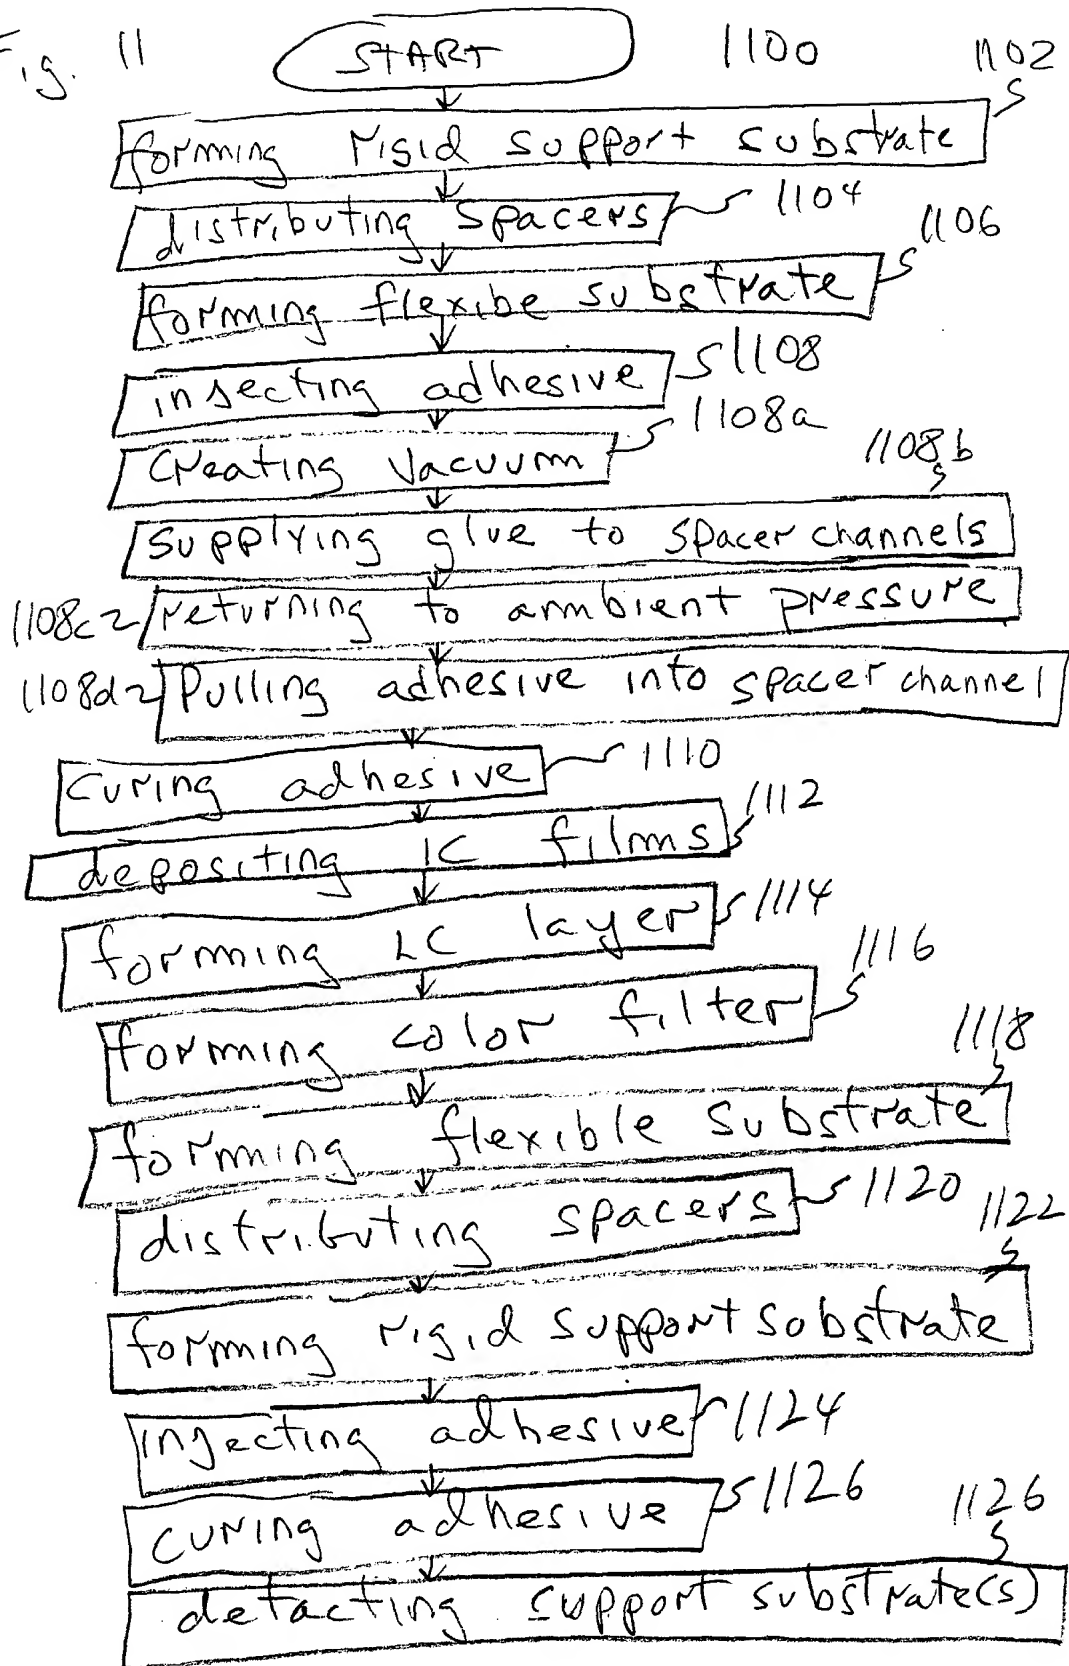 Fig. 11 START 1100 1102
forming rigid support substrate
distributing spacers 1104
1106
forming flexibe substrate
insecting adhesive 1108
1108a
creating vacuum
1108b
supplying glue to spacer channels
1108c returning to ambient pressure
1108d Pulling adhesive into spacer channel
curing adhesive 1110
depositing IC films 1112
forming LC layer 1114
1116
forming color filter
1118
forming flexible substrate
distributing spacers 1120
1122
forming rigid support substrate
injecting adhesive 1124
curing adhesive 1126
1126
detacting support substrate(s)